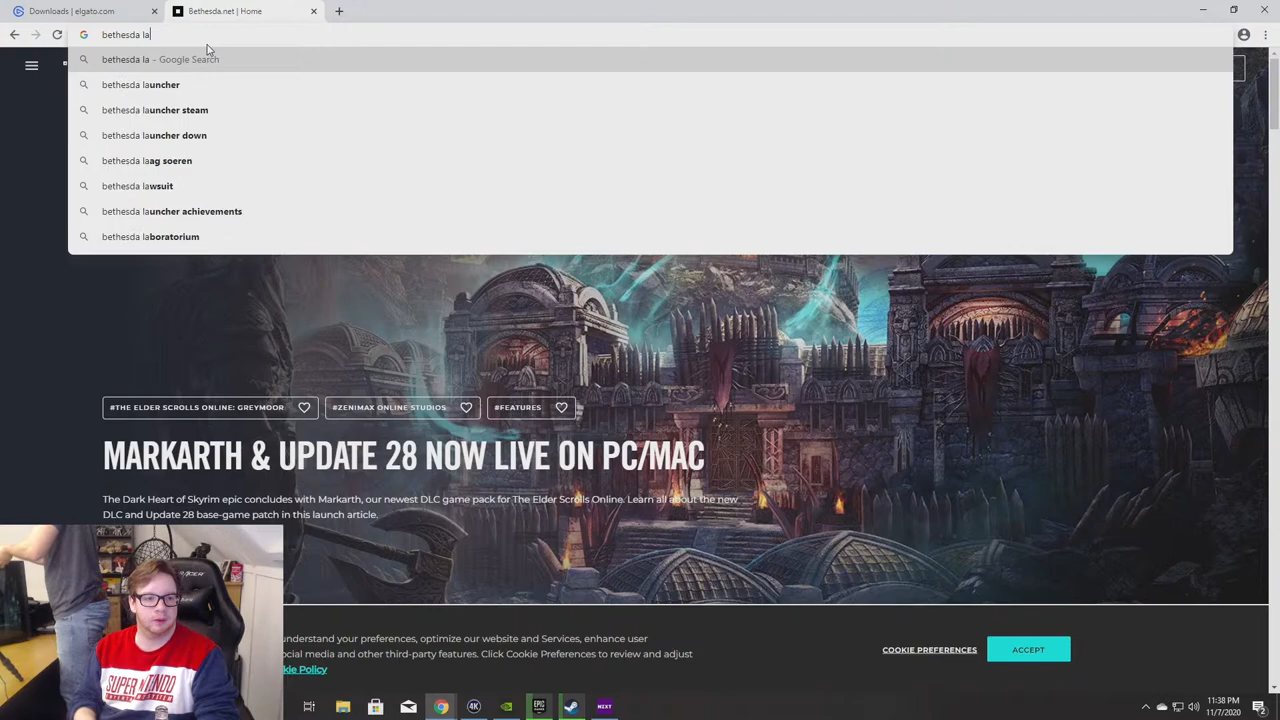 Downloads | elgato.com
Bethesda.net | Home
bethesda la
bethesda la - Google Search
bethesda launcher
bethesda launcher steam
bethesda launcher down
bethesda laag soeren
bethesda lawsuit
bethesda launcher achievements
bethesda laboratorium
#THE ELDER SCROLLS ONLINE: GREYMOOR
#ZENIMAX ONLINE STUDIOS
#FEATURES
MARKARTH & UPDATE 28 NOW LIVE ON PC/MAC
The Dark Heart of Skyrim epic concludes with Markarth, our newest DLC game pack for The Elder Scrolls Online. Learn all about the new
DLC and Update 28 base-game patch in this launch article.
understand your preferences, optimize our website and Services, enhance user
social media and other third-party features. Click Cookie Preferences to review and adjust
kie Policy
COOKIE PREFERENCES
ACCEPT
SUPER NINTENDO
4K
EPIC
NZXT
11:38 PM
11/7/2020
2